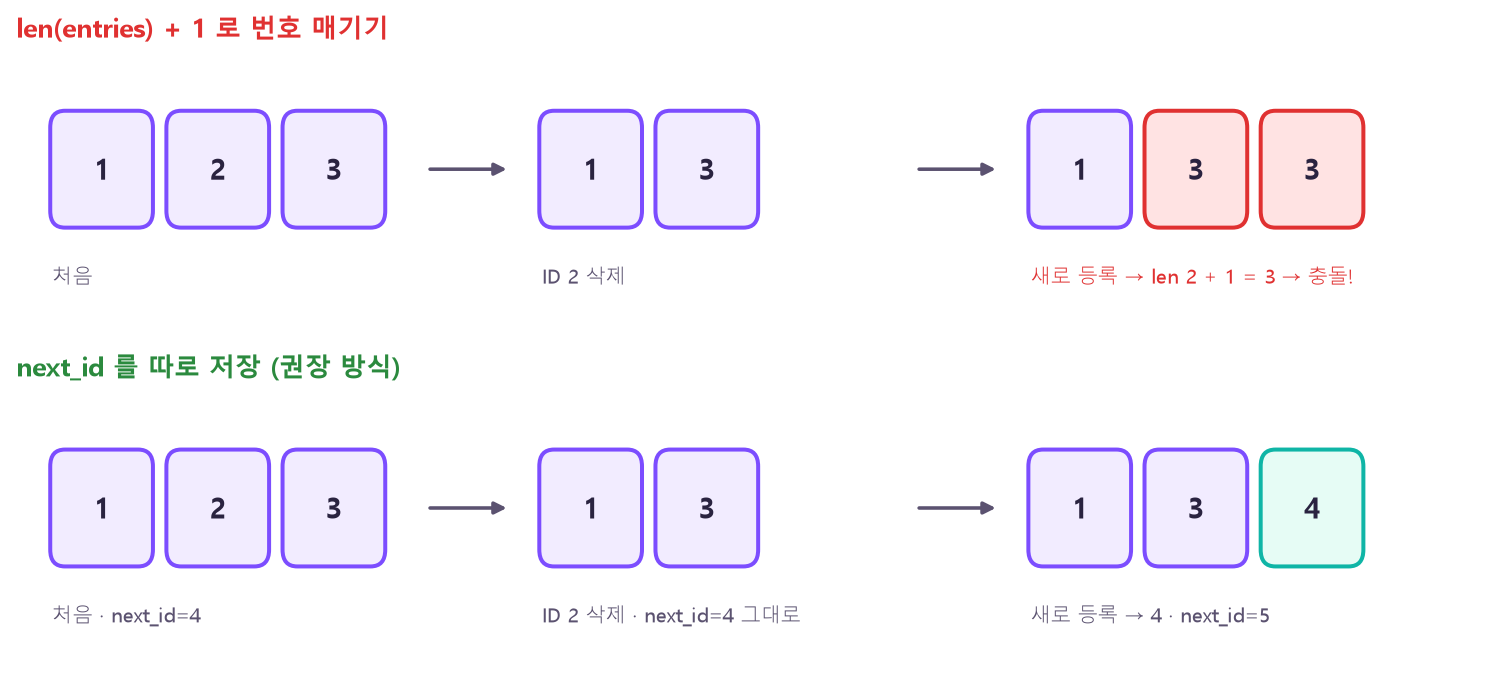 len(entries) + 1 로 번호 매기기
1 2 3 1 3 1 3 3
처음 ID 2 삭제 새로 등록 → len 2 + 1 = 3 → 충돌!
next_id 를 따로 저장 (권장 방식)
1 2 3 1 3 1 3 4
처음 · next_id=4 ID 2 삭제 · next_id=4 그대로 새로 등록 → 4 · next_id=5